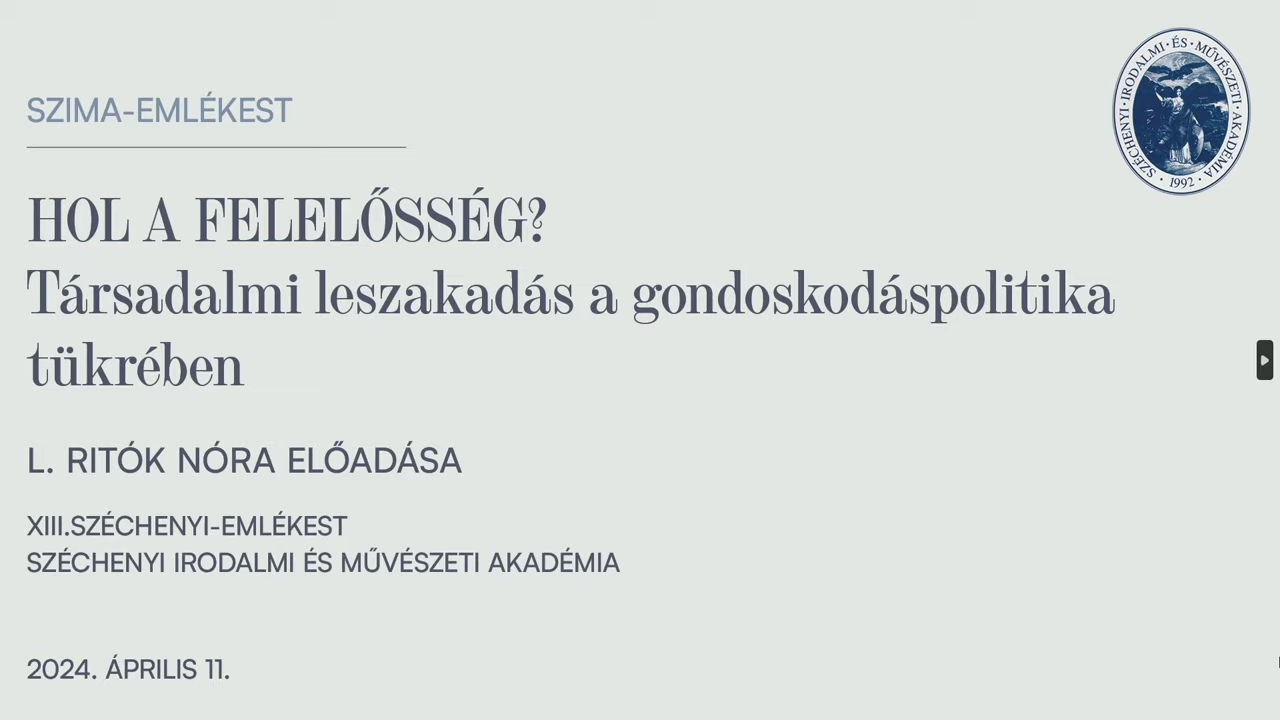 SZIMA-EMLÉKEST
SZÉCHENYI·IRODALMI·ÉS·MŰVÉSZETI·AKADÉMIA
·1992·
HOL A FELELŐSSÉG?
Társadalmi leszakadás a gondoskodáspolitika
tükrében
L. RITÓK NÓRA ELŐADÁSA
XIII.SZÉCHENYI-EMLÉKEST
SZÉCHENYI IRODALMI ÉS MŰVÉSZETI AKADÉMIA
2024. ÁPRILIS 11.